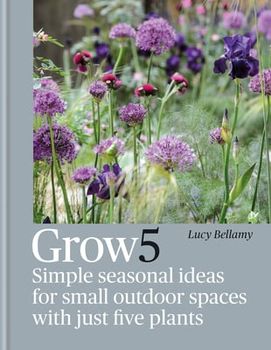 Lucy Bellamy
Grow5
Simple seasonal ideas
for small outdoor spaces
with just five plants